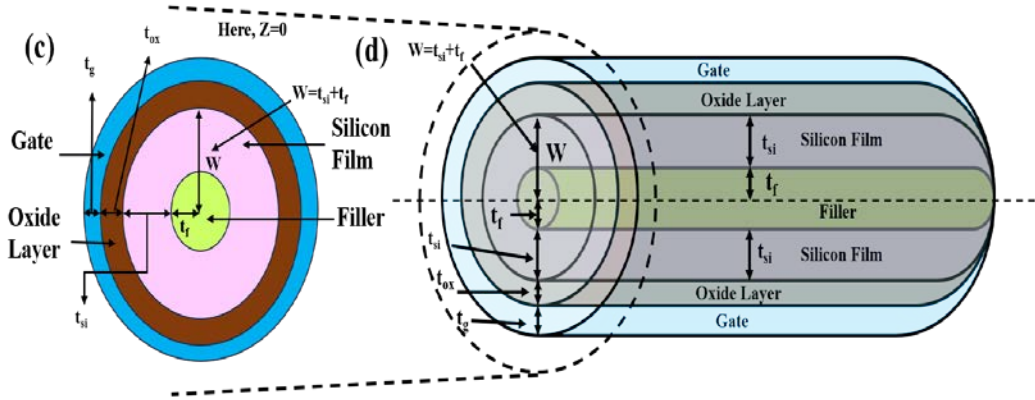 (c)
t_ox
Here, Z=0
t_g
W=t_si+t_f
Gate
Silicon
Film
W
Oxide
Layer
t_f
Filler
t_si
(d)
W=t_si+t_f
Gate
Oxide Layer
W
t_si
Silicon Film
t_f
t_f
Filler
t_si
t_si
Silicon Film
t_ox
Oxide Layer
t_g
Gate